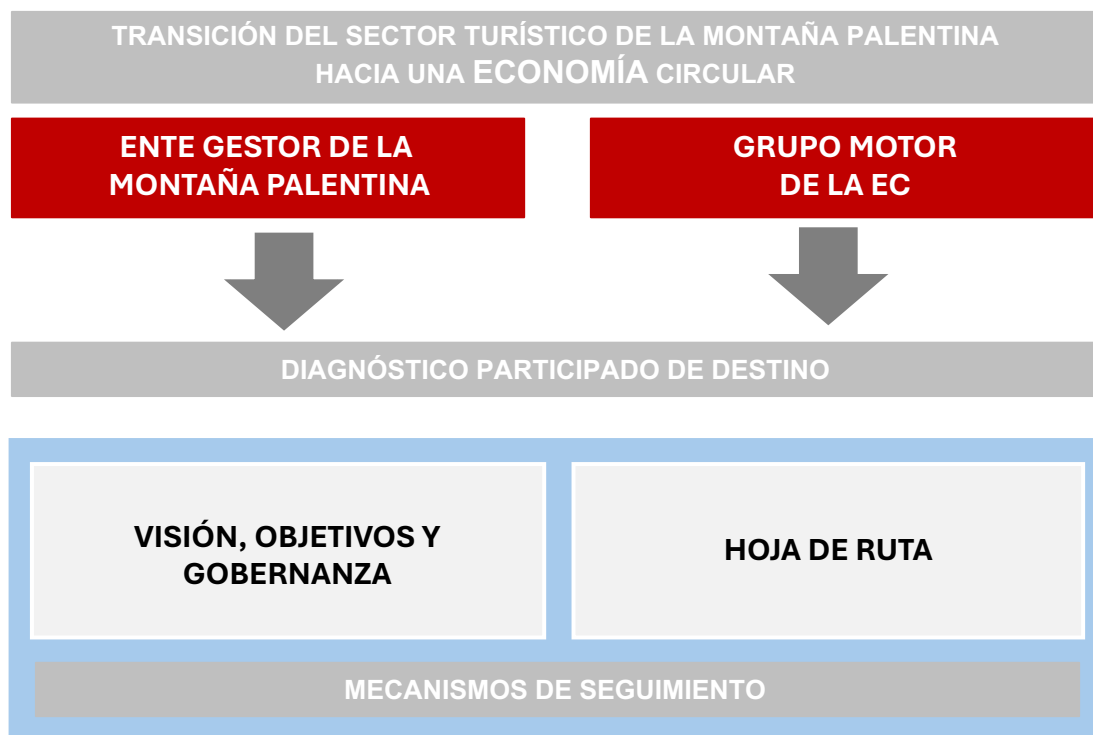 TRANSICIÓN DEL SECTOR TURÍSTICO DE LA MONTAÑA PALENTINA
HACIA UNA ECONOMÍA CIRCULAR
ENTE GESTOR DE LA
MONTAÑA PALENTINA
GRUPO MOTOR
DE LA EC
DIAGNÓSTICO PARTICIPADO DE DESTINO
VISIÓN, OBJETIVOS Y
GOBERNANZA
HOJA DE RUTA
MECANISMOS DE SEGUIMIENTO